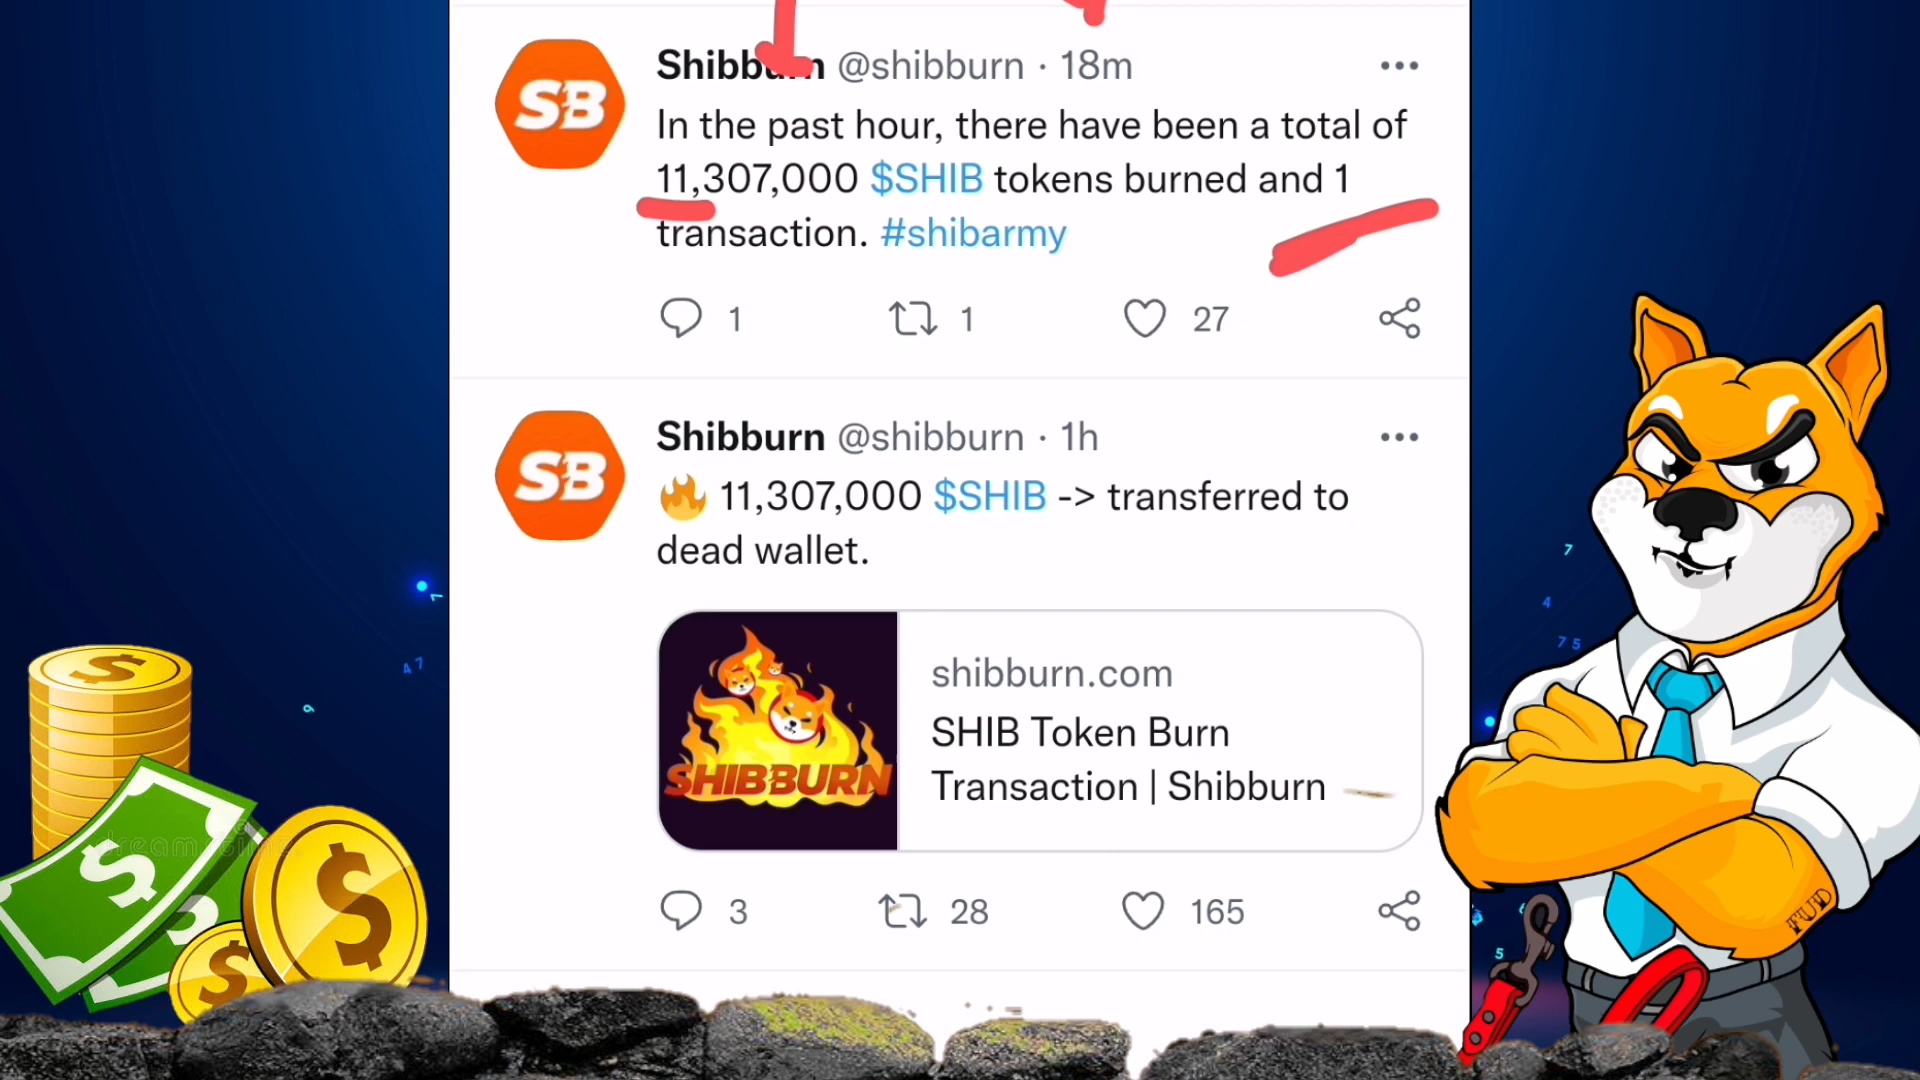 Shibburn @shibburn · 18m
In the past hour, there have been a total of
11,307,000 $SHIB tokens burned and 1
transaction. #shibarmy
1 1 27
SB
Shibburn @shibburn · 1h
🔥 11,307,000 $SHIB -> transferred to
dead wallet.
SB
shibburn.com
SHIB Token Burn
Transaction | Shibburn
SHIBBURN
3 28 165
FUD